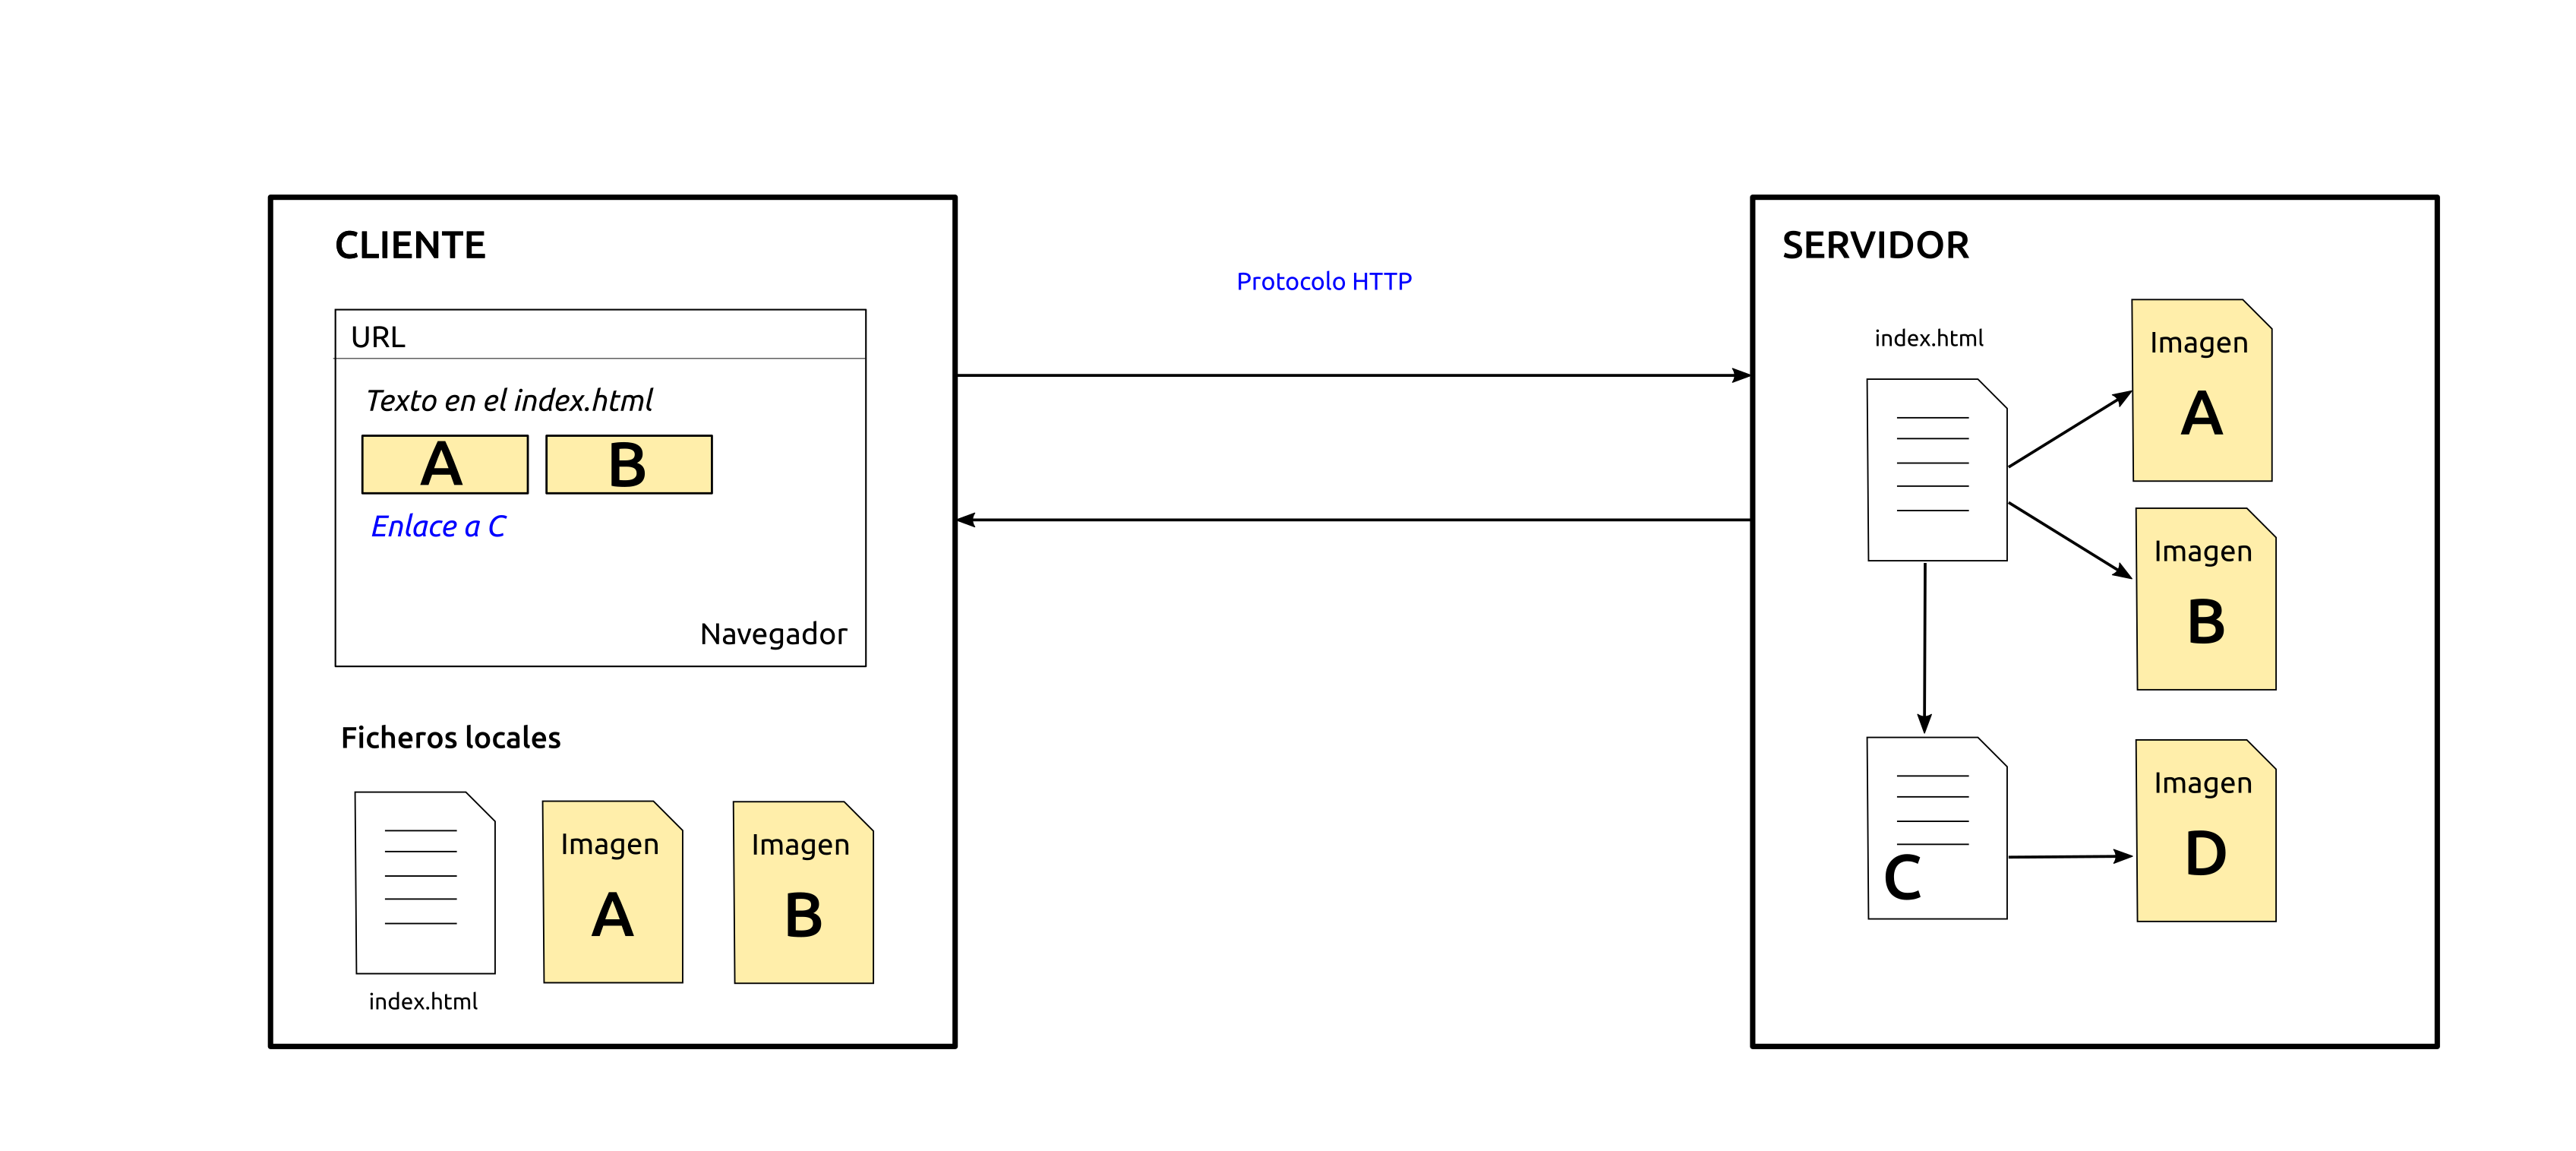 CLIENTE
URL
Texto en el index.html
A
B
Enlace a C
Navegador
Ficheros locales
index.html
Imagen
A
Imagen
B
Protocolo HTTP
SERVIDOR
index.html
Imagen
A
Imagen
B
C
Imagen
D